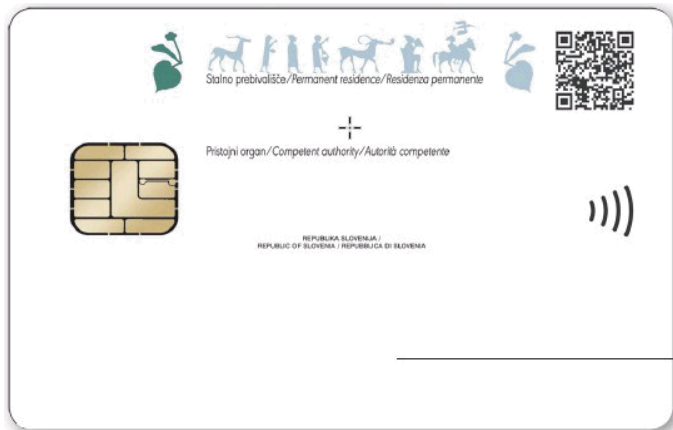 Stalno prebivališče/Permanent residence/Residenza permanente
Pristojni organ/Competent authority/Autorità competente
REPUBLIKA SLOVENIJA /
REPUBLIC OF SLOVENIA / REPUBBLICA DI SLOVENIA